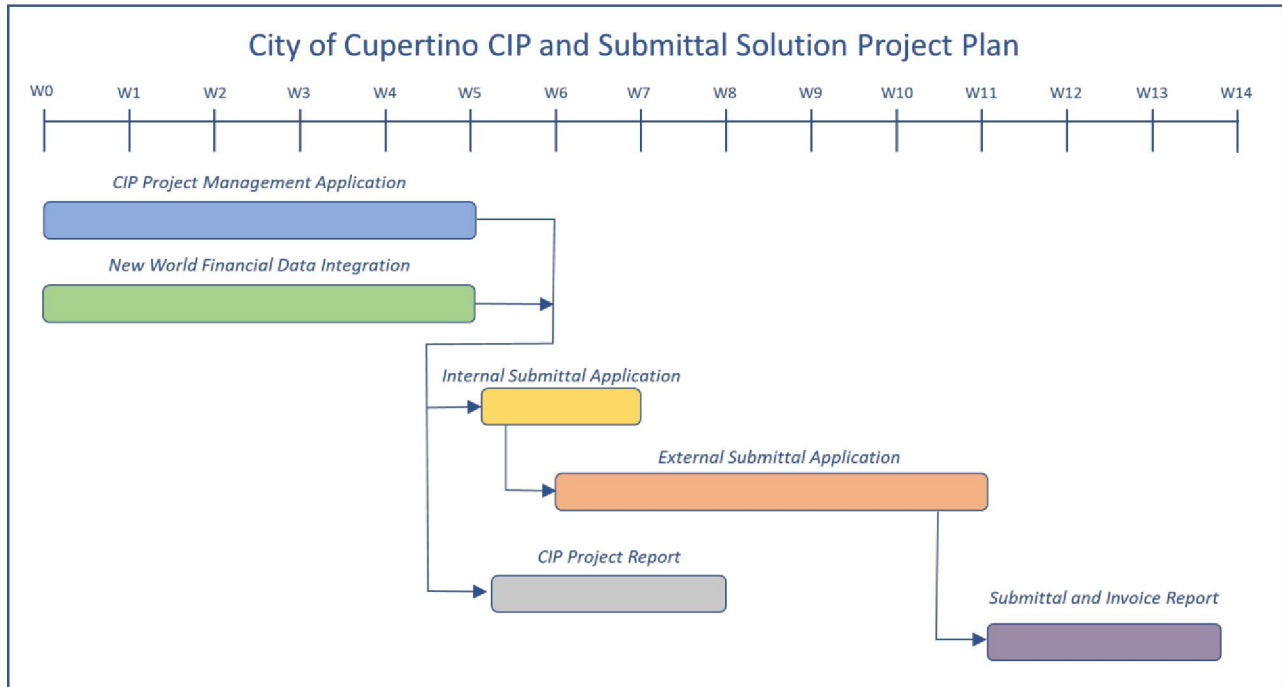 City of Cupertino CIP and Submittal Solution Project Plan
W0 W1 W2 W3 W4 W5 W6 W7 W8 W9 W10 W11 W12 W13 W14
CIP Project Management Application
New World Financial Data Integration
Internal Submittal Application
External Submittal Application
CIP Project Report
Submittal and Invoice Report